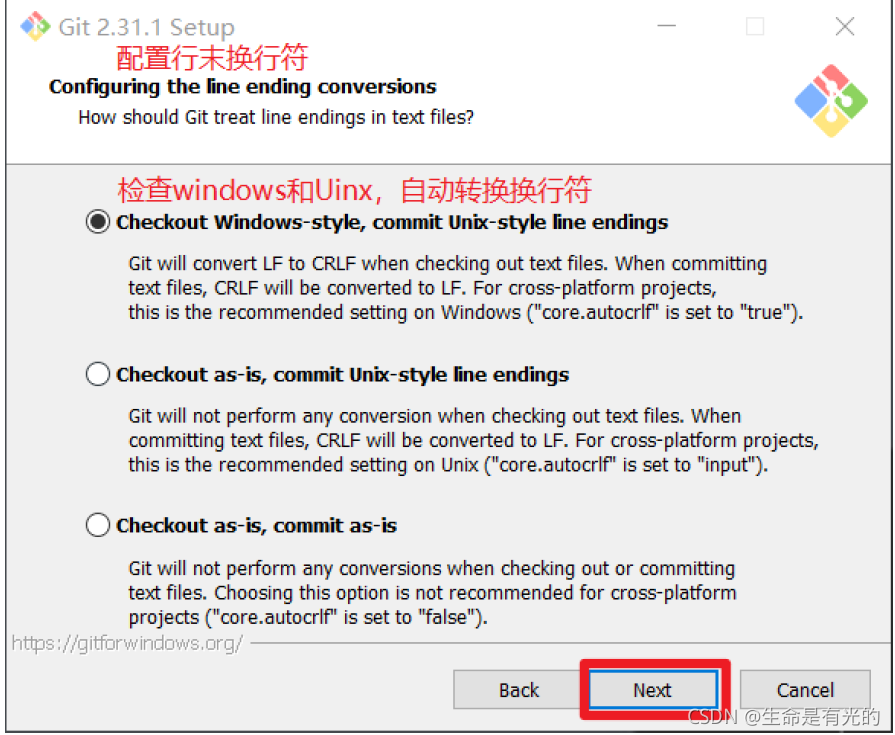 Git 2.31.1 Setup
配置行末换行符
Configuring the line ending conversions
How should Git treat line endings in text files?
检查windows和Uinx，自动转换换行符
Checkout Windows-style, commit Unix-style line endings
Git will convert LF to CRLF when checking out text files. When committing
text files, CRLF will be converted to LF. For cross-platform projects,
this is the recommended setting on Windows ("core.autocrlf" is set to "true").
Checkout as-is, commit Unix-style line endings
Git will not perform any conversion when checking out text files. When
committing text files, CRLF will be converted to LF. For cross-platform projects,
this is the recommended setting on Unix ("core.autocrlf" is set to "input").
Checkout as-is, commit as-is
Git will not perform any conversions when checking out or committing
text files. Choosing this option is not recommended for cross-platform
projects ("core.autocrlf" is set to "false").
https://gitforwindows.org/
Back Next Cancel
CSDN @生命是有光的